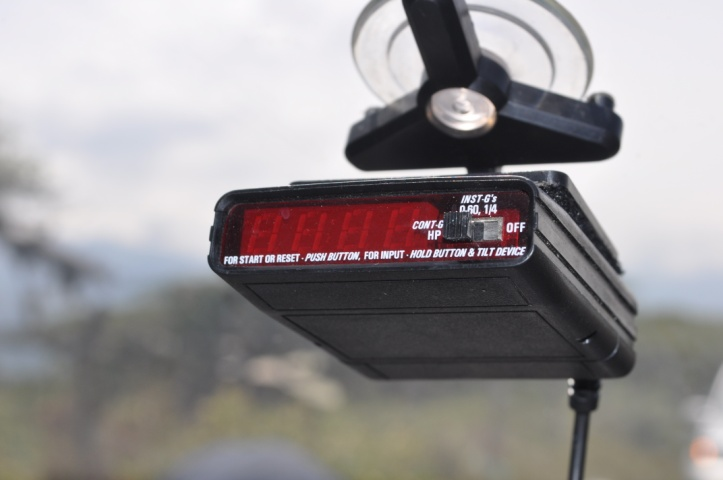 INST-G's
0-60, 1/4
CONT-G
HP
OFF
FOR START OR RESET - PUSH BUTTON, FOR INPUT - HOLD BUTTON & TILT DEVICE